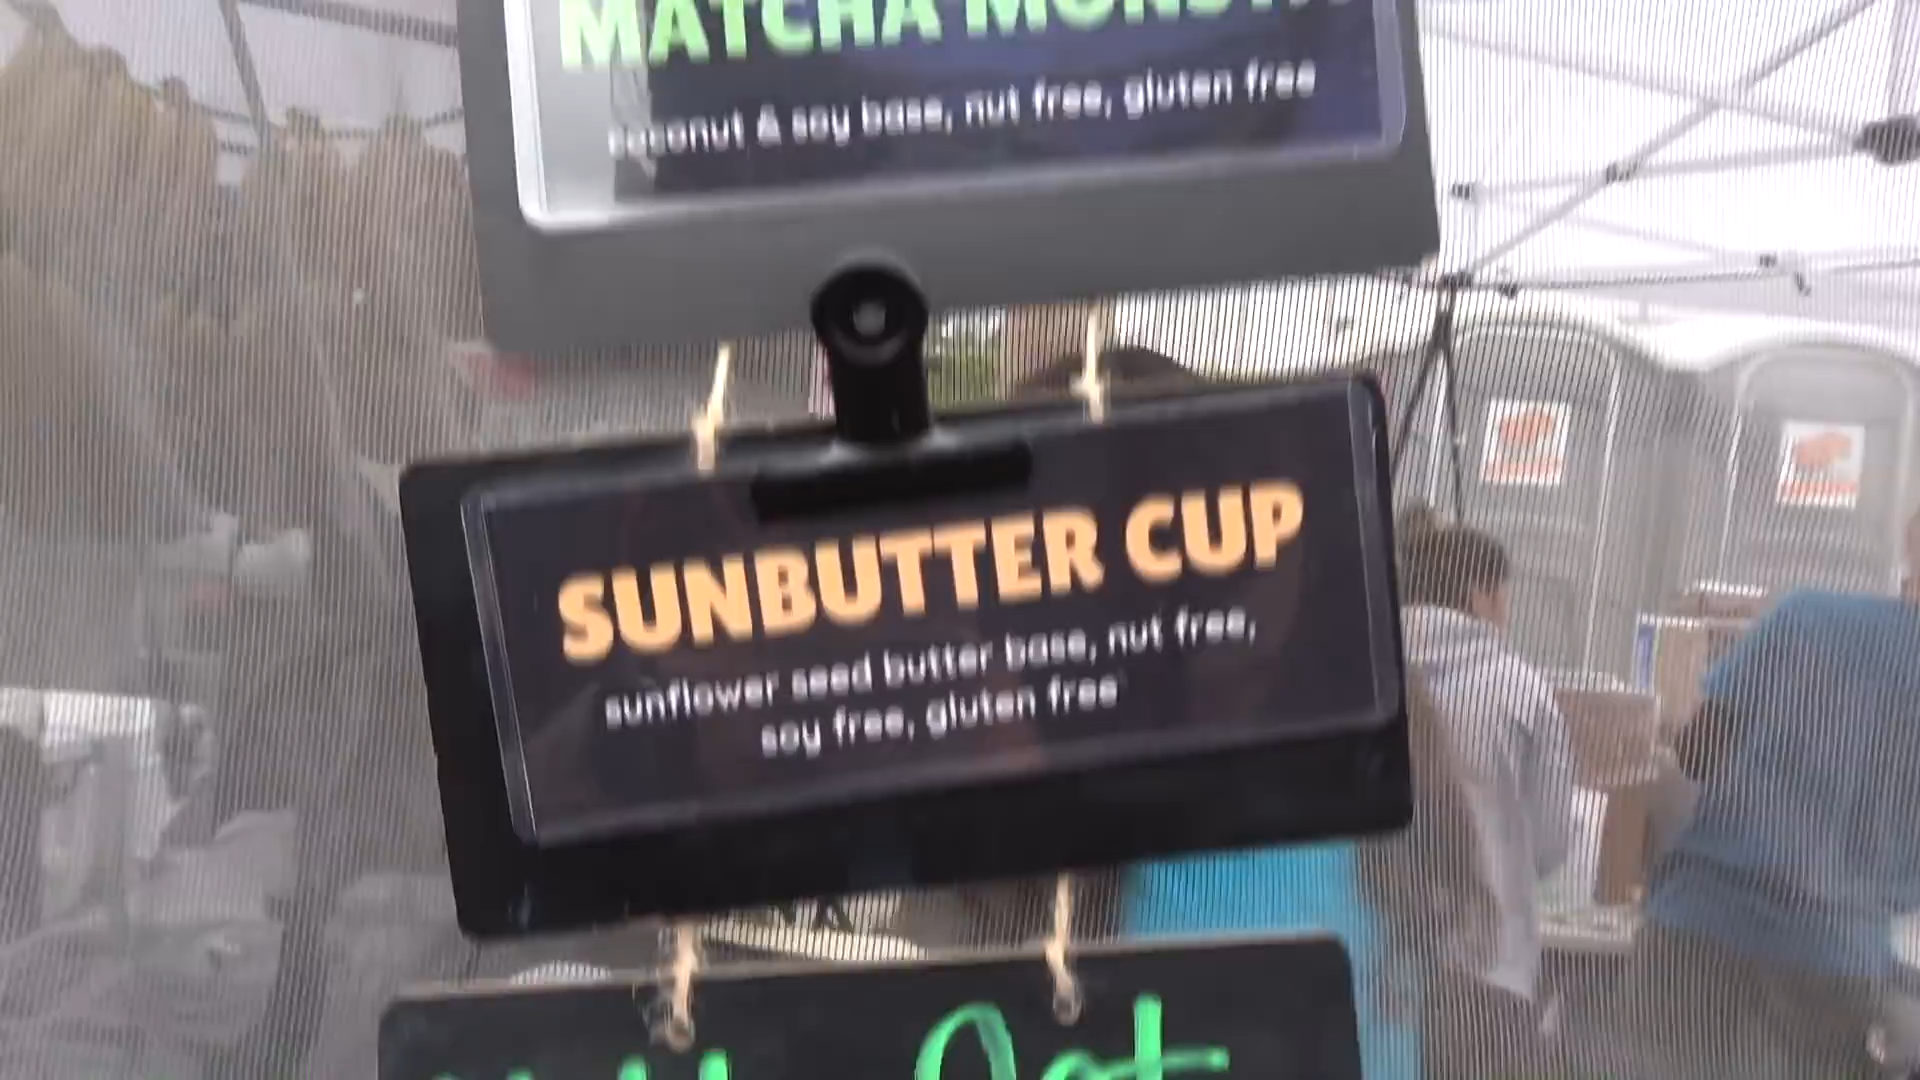 MATCHA
coconut & soy base, nut free, gluten free
SUNBUTTER CUP
sunflower seed butter base, nut free,
soy free, gluten free